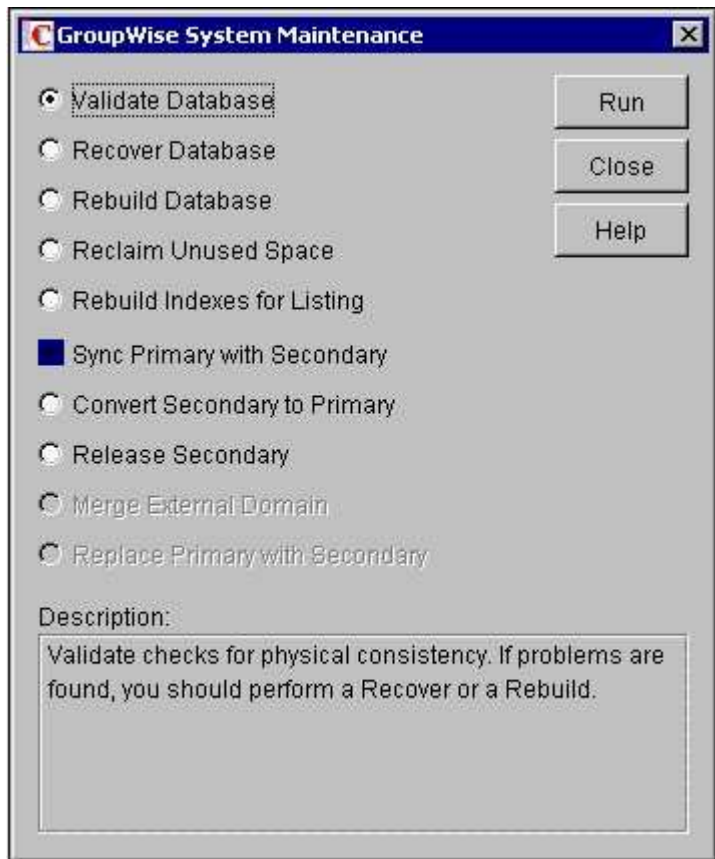 GroupWise System Maintenance
Validate Database
Run
Recover Database
Close
Rebuild Database
Help
Reclaim Unused Space
Rebuild Indexes for Listing
Sync Primary with Secondary
Convert Secondary to Primary
Release Secondary
Merge External Domain
Replace Primary with Secondary
Description:
Validate checks for physical consistency. If problems are
found, you should perform a Recover or a Rebuild.